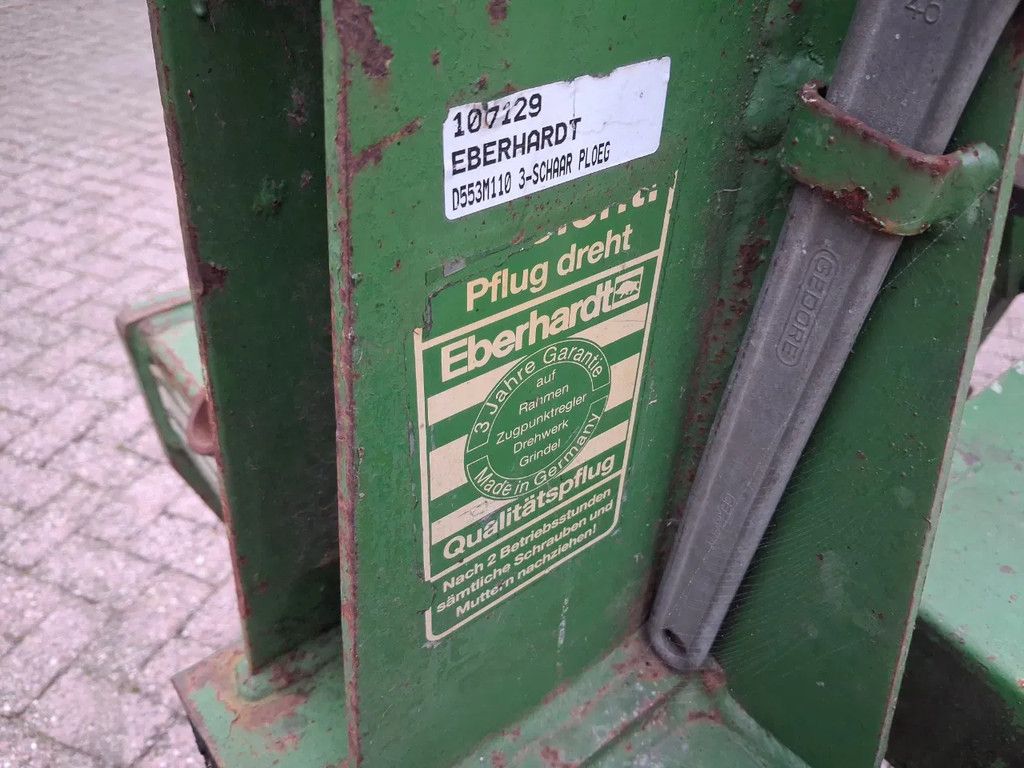 107129
EBERHARDT
D553M110 3-SCHAAR PLOEG
Pflug dreht
Eberhardt
3 Jahre Garantie
auf
Rahmen
Zugpunktregler
Drehwerk
Grindel
Made in Germany
Qualitätspflug
Nach 2 Betriebsstunden
sämtliche Schrauben und
Muttern nachziehen!
46
GEDORE